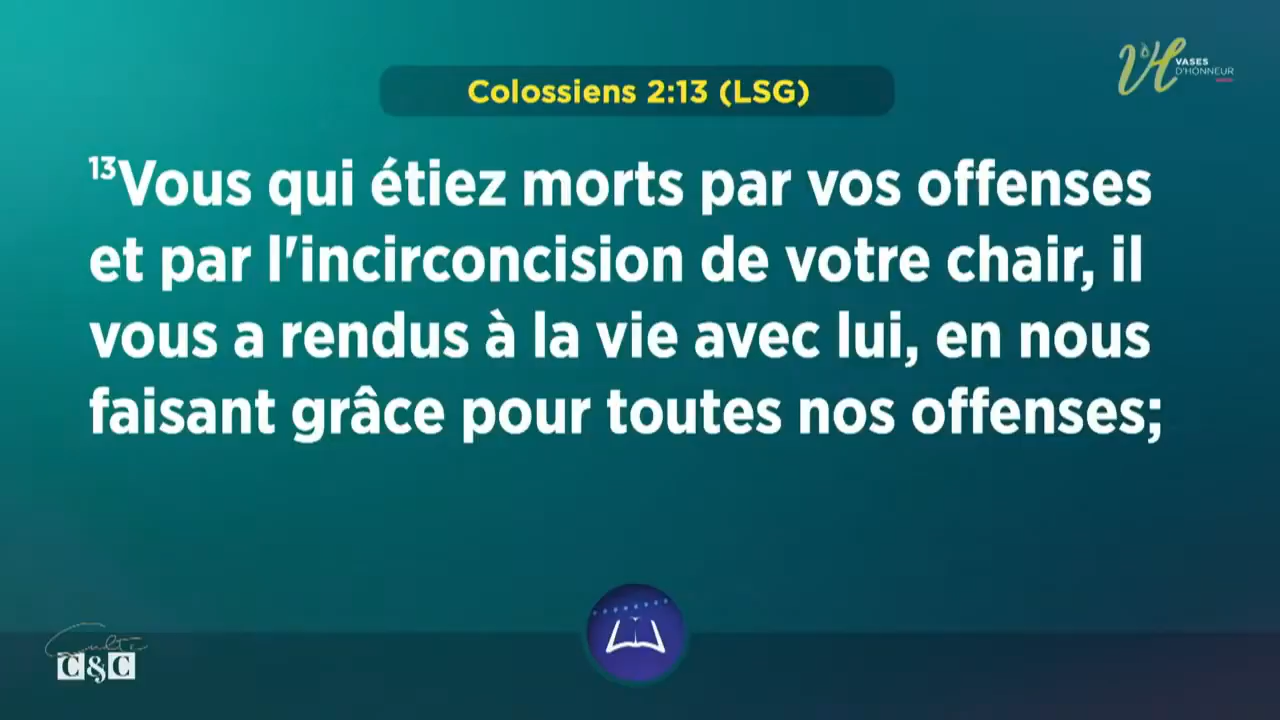 VASES
D'HONNEUR
Colossiens 2:13 (LSG)
13Vous qui étiez morts par vos offenses
et par l'incirconcision de votre chair, il
vous a rendus à la vie avec lui, en nous
faisant grâce pour toutes nos offenses;
Culte
C&C